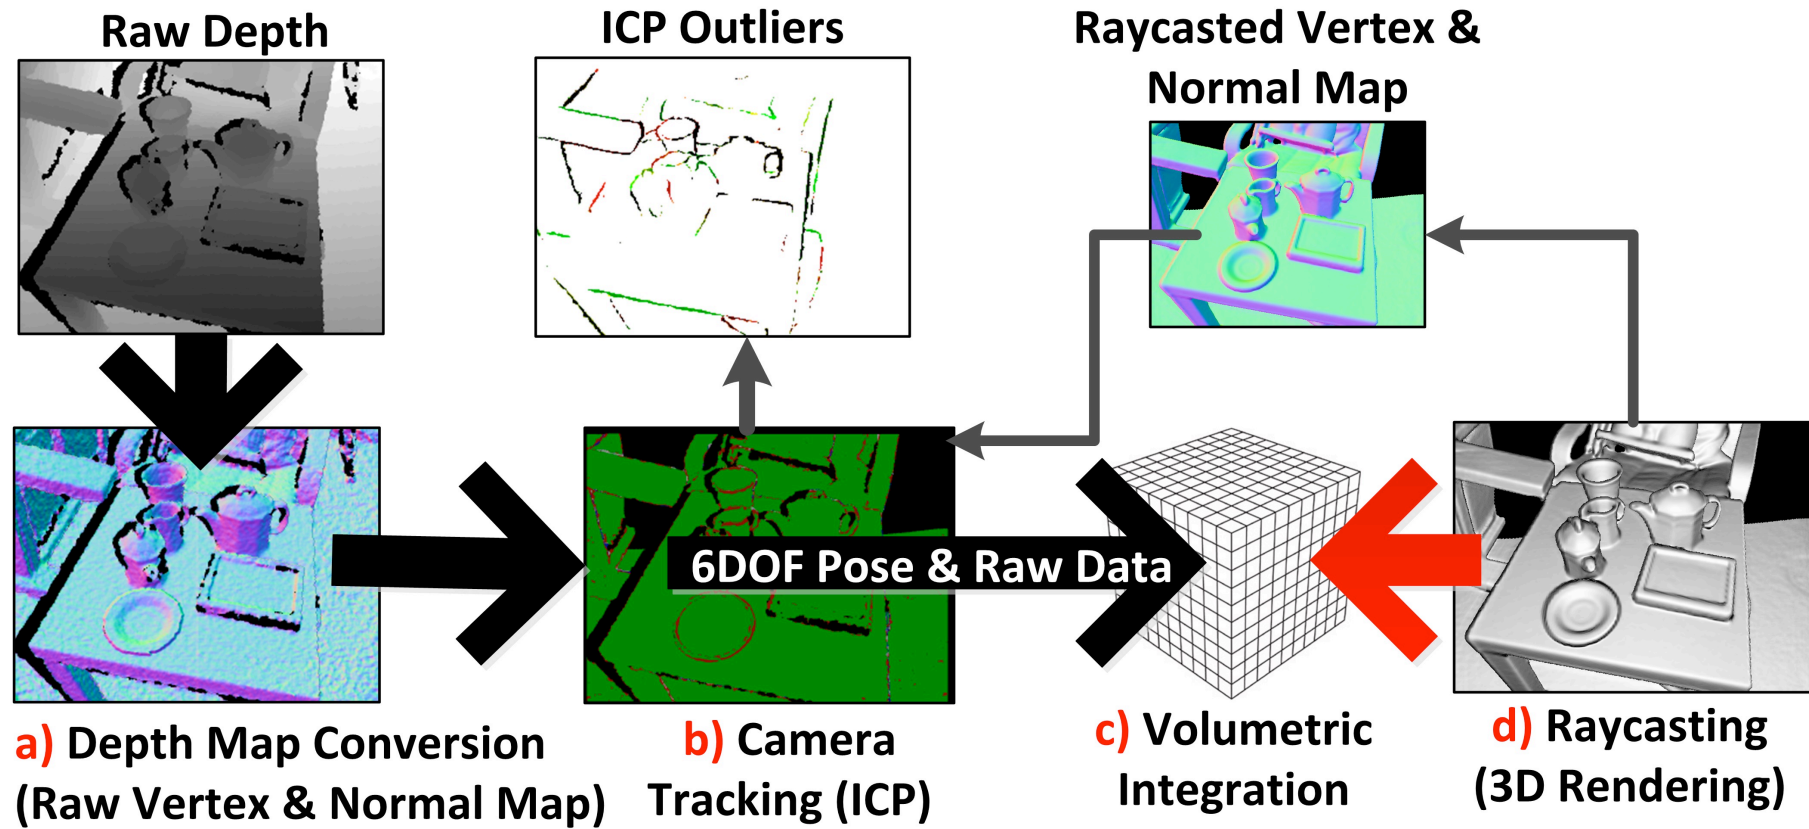 Raw Depth
ICP Outliers
Raycasted Vertex &
Normal Map
6DOF Pose & Raw Data
a) Depth Map Conversion
(Raw Vertex & Normal Map)
b) Camera
Tracking (ICP)
c) Volumetric
Integration
d) Raycasting
(3D Rendering)